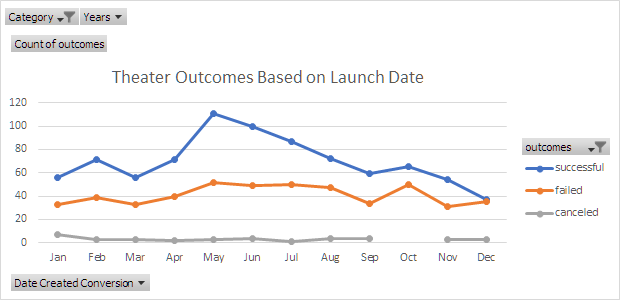 Category Years
Count of outcomes
Theater Outcomes Based on Launch Date
120
100
80
60
40
20
0
Jan Feb Mar Apr May Jun Jul Aug Sep Oct Nov Dec
outcomes
successful
failed
canceled
Date Created Conversion